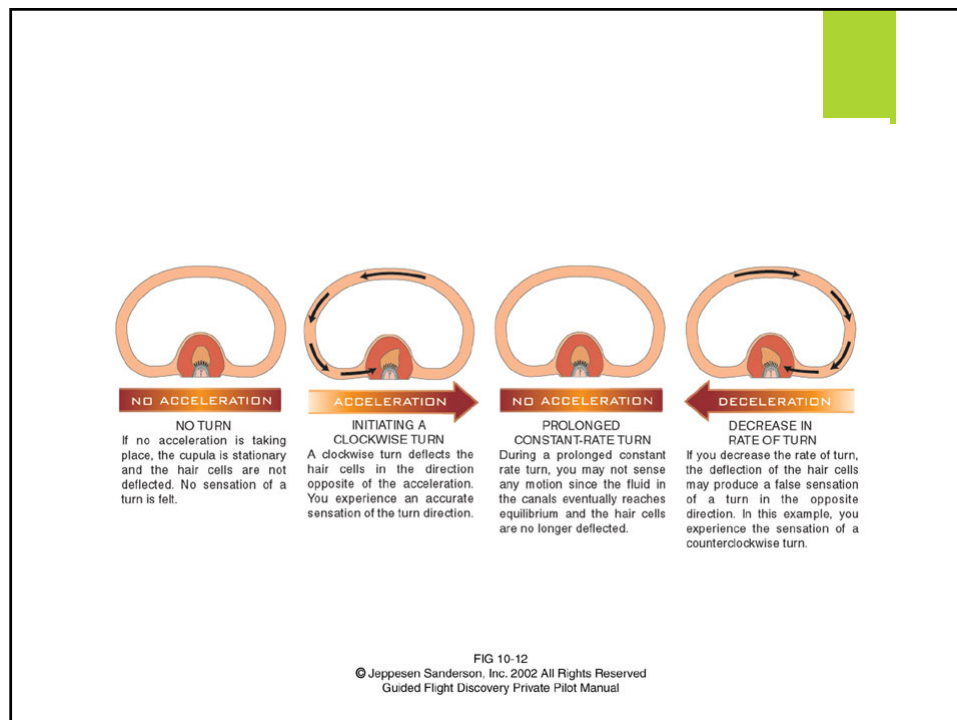 NO ACCELERATION
NO TURN
If no acceleration is taking
place, the cupula is stationary
and the hair cells are not
deflected. No sensation of a
turn is felt.
ACCELERATION
INITIATING A
CLOCKWISE TURN
A clockwise turn deflects the
hair cells in the direction
opposite of the acceleration.
You experience an accurate
sensation of the turn direction.
NO ACCELERATION
PROLONGED
CONSTANT-RATE TURN
During a prolonged constant
rate turn, you may not sense
any motion since the fluid in
the canals eventually reaches
equilibrium and the hair cells
are no longer deflected.
DECELERATION
DECREASE IN
RATE OF TURN
If you decrease the rate of turn,
the deflection of the hair cells
may produce a false sensation
of a turn in the opposite
direction. In this example, you
experience the sensation of a
counterclockwise turn.
FIG 10-12
© Jeppesen Sanderson, Inc. 2002 All Rights Reserved
Guided Flight Discovery Private Pilot Manual